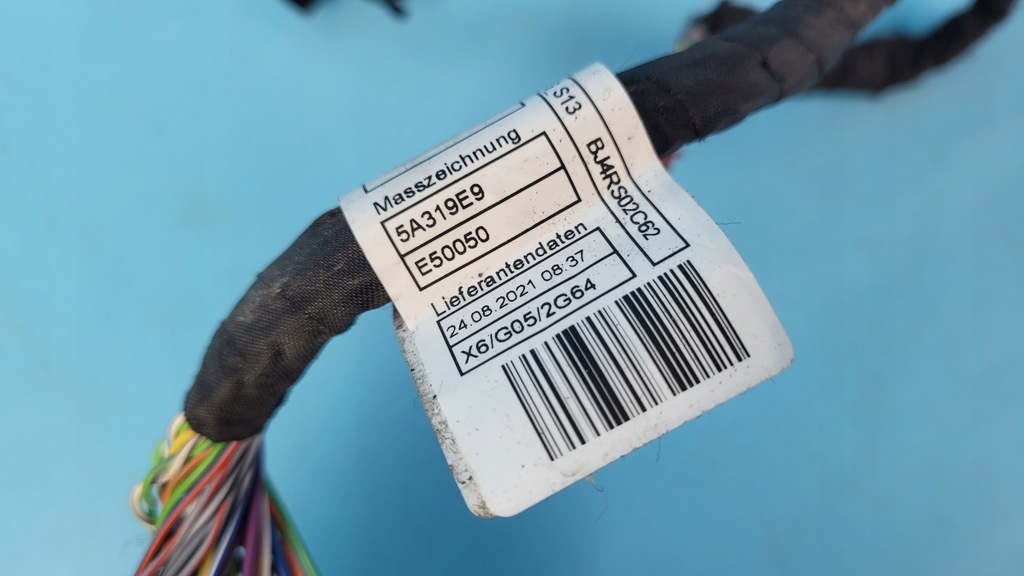 Masszeichnung
5A319E9
E50050
Lieferantendaten
24.08.2021 08:37
X6/G05/2G64
S13
BJ4RS02C62